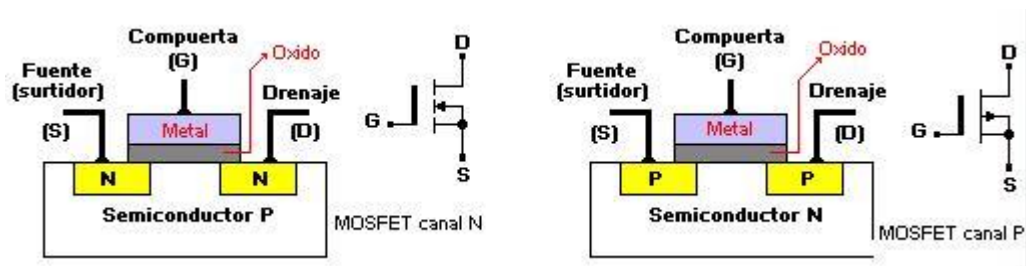 Compuerta
(G)
Oxido
Fuente
(surtidor)
Drenaje
(S)
Metal
(D)
N
N
Semiconductor P
D
G
S
MOSFET canal N
Compuerta
(G)
Oxido
Fuente
(surtidor)
Drenaje
(S)
Metal
(D)
P
P
Semiconductor N
D
G
S
MOSFET canal P